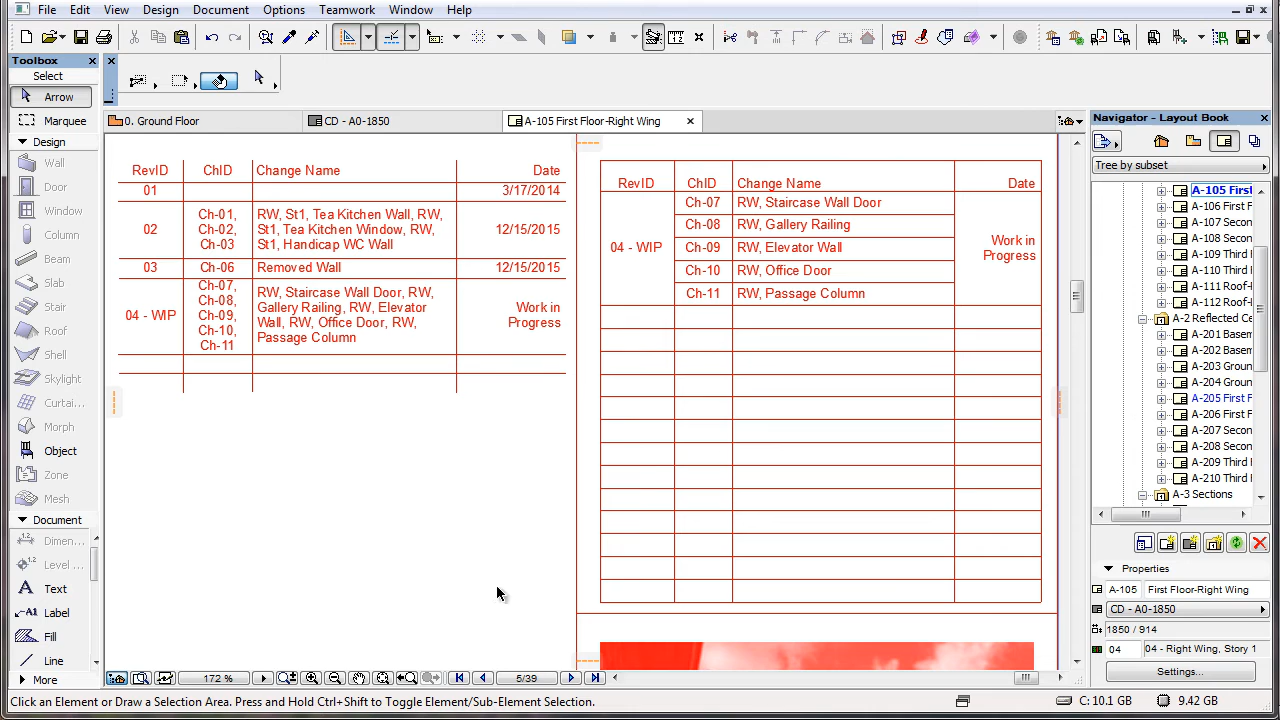 File Edit View Design Document Options Teamwork Window Help
Toolbox
Select
Arrow
Marquee
Design
Wall
Door
Window
Column
Beam
Slab
Stair
Roof
Shell
Skylight
Curtai...
Morph
Object
Zone
Mesh
Document
Dimen...
Level ...
Text
Label
Fill
Line
More
0. Ground Floor
CD - A0-1850
A-105 First Floor-Right Wing
RevID ChID Change Name Date
01 3/17/2014
02
Ch-01,
Ch-02,
Ch-03
RW, St1, Tea Kitchen Wall, RW,
St1, Tea Kitchen Window, RW,
St1, Handicap WC Wall
12/15/2015
03 Ch-06 Removed Wall 12/15/2015
04 - WIP
Ch-07,
Ch-08,
Ch-09,
Ch-10,
Ch-11
RW, Staircase Wall Door, RW,
Gallery Railing, RW, Elevator
Wall, RW, Office Door, RW,
Passage Column
Work in
Progress
RevID ChID Change Name Date
04 - WIP
Ch-07 RW, Staircase Wall Door
Ch-08 RW, Gallery Railing
Ch-09 RW, Elevator Wall
Ch-10 RW, Office Door
Ch-11 RW, Passage Column
Work in
Progress
172 %
5/39
Navigator - Layout Book
Tree by subset
A-105 First
A-106 First F
A-107 Secon
A-108 Secon
A-109 Third
A-110 Third
A-111 Roof-
A-112 Roof-
A-2 Reflected Ce
A-201 Basem
A-202 Basem
A-203 Groun
A-204 Groun
A-205 First F
A-206 First F
A-207 Secon
A-208 Secon
A-209 Third
A-210 Third
A-3 Sections
Properties
A-105 First Floor-Right Wing
CD - A0-1850
1850 / 914
04 04 - Right Wing, Story 1
Settings...
Click an Element or Draw a Selection Area. Press and Hold Ctrl+Shift to Toggle Element/Sub-Element Selection.
C: 10.1 GB
9.42 GB